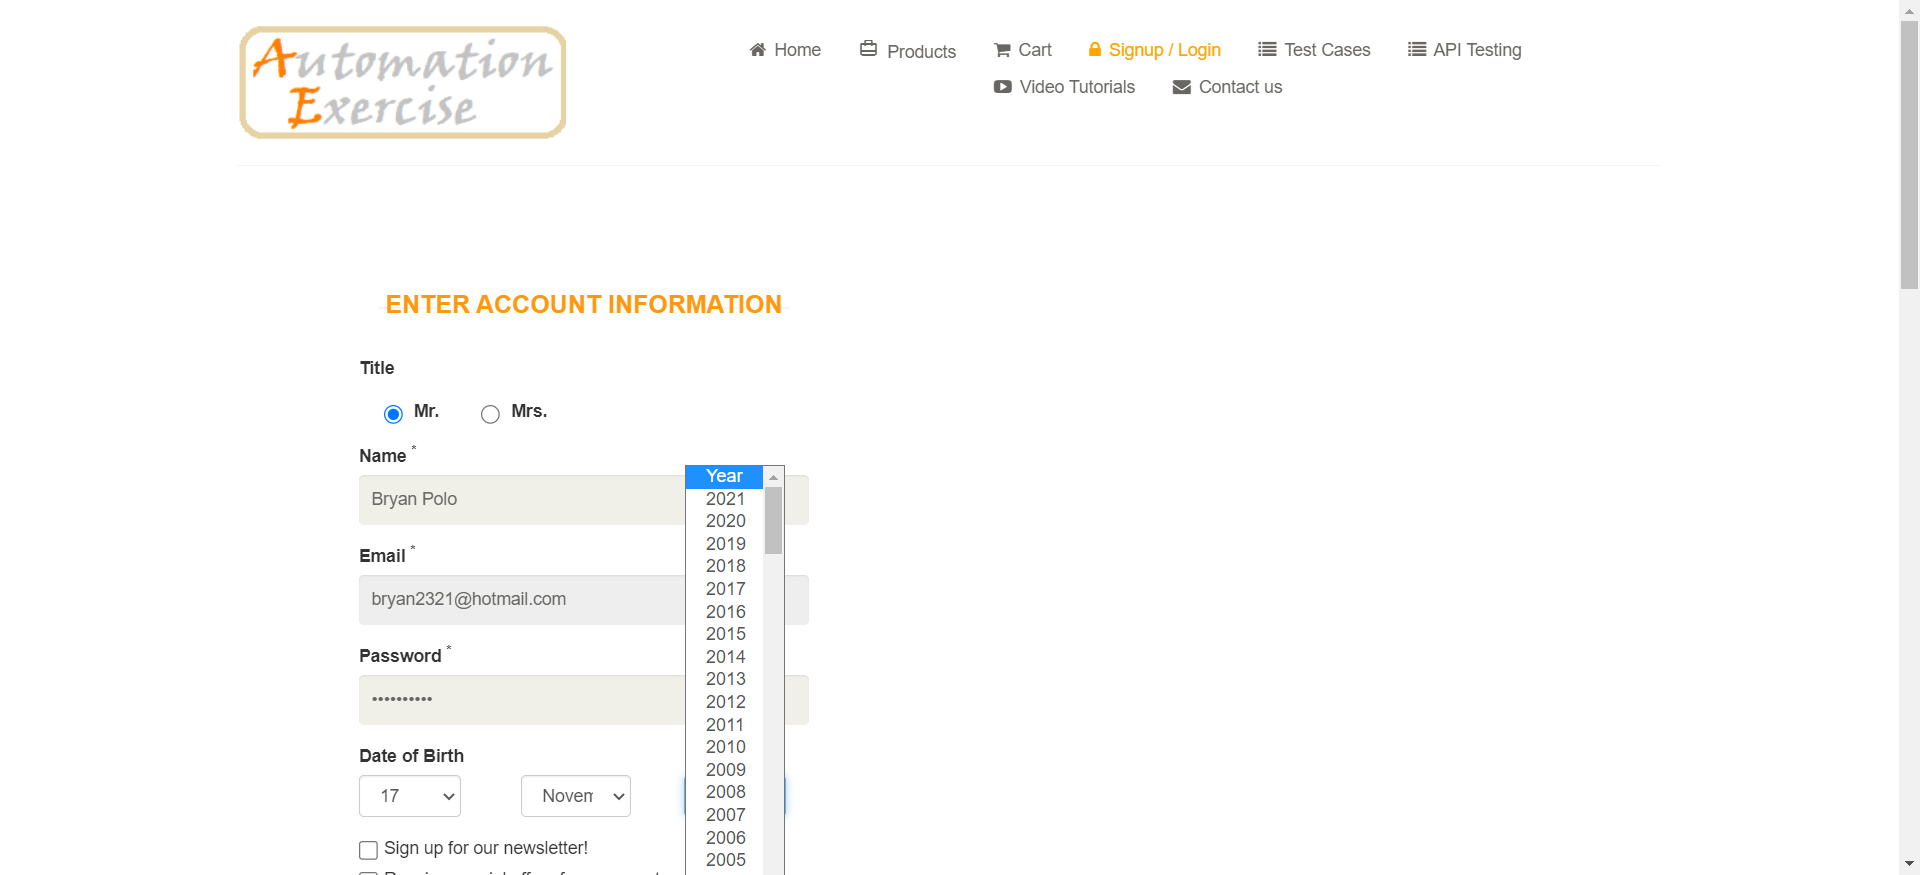 Automation
Exercise
Home
Products
Cart
Signup / Login
Test Cases
API Testing
Video Tutorials
Contact us
ENTER ACCOUNT INFORMATION
Title
Mr.
Mrs.
Name *
Bryan Polo
Email *
bryan2321@hotmail.com
Password *
••••••••••
Date of Birth
17
Novem
Year
2021
2020
2019
2018
2017
2016
2015
2014
2013
2012
2011
2010
2009
2008
2007
2006
2005
Sign up for our newsletter!